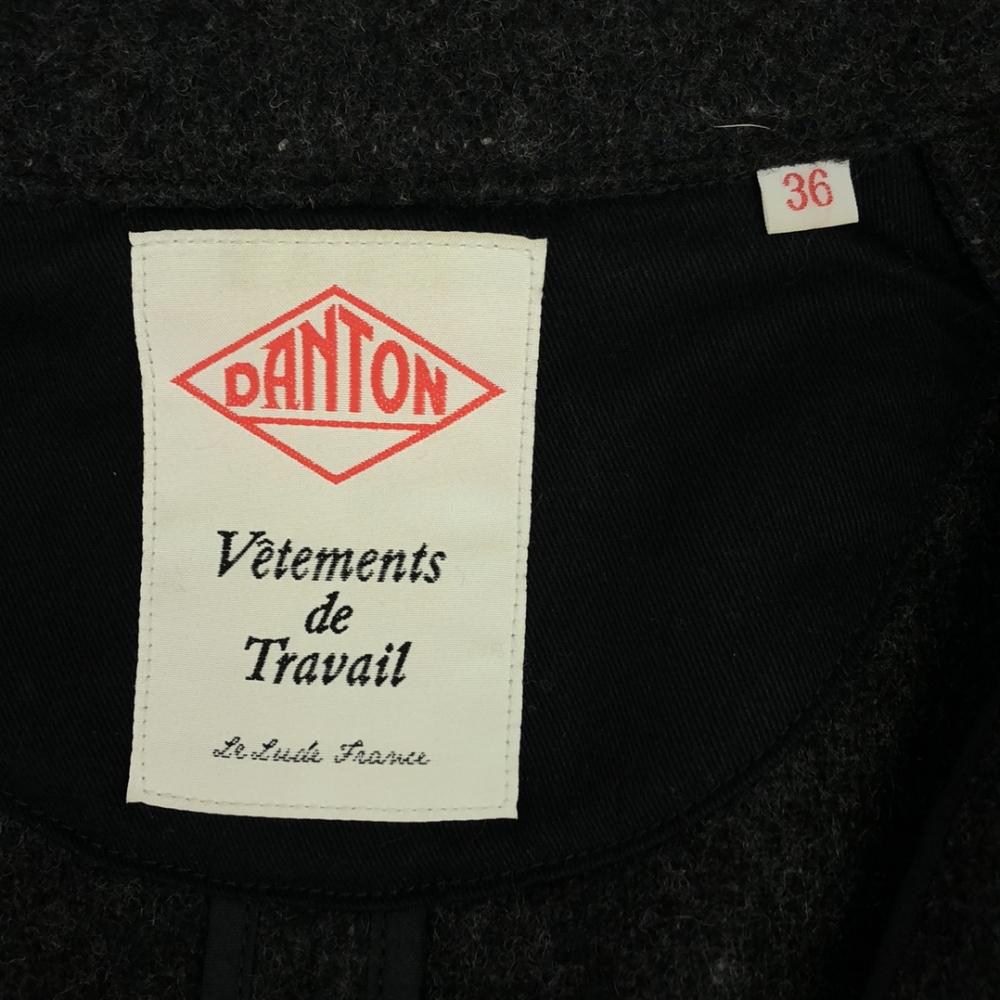 36
DANTON
Vêtements
de
Travail
Le Lude France